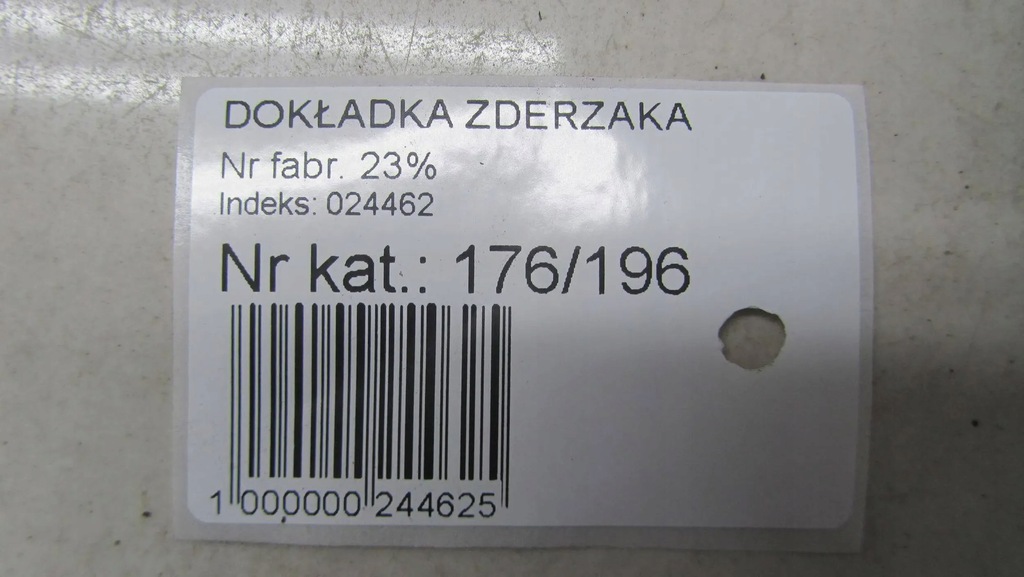 DOKŁADKA ZDERZAKA
Nr fabr. 23%
Indeks: 024462
Nr kat.: 176/196
1 000000 244625